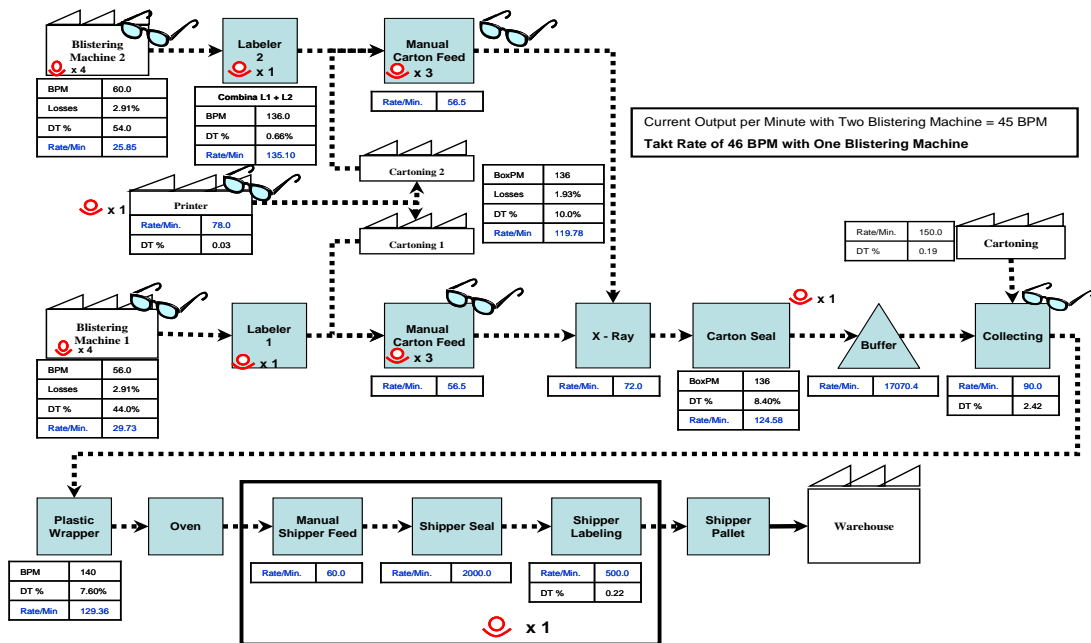 Blistering
Machine 2
x 4
BPM 60.0
Losses 2.91%
DT % 54.0
Rate/Min 25.85
Labeler
2
x 1
Combina L1 + L2
BPM 136.0
DT % 0.66%
Rate/Min 135.10
Manual
Carton Feed
x 3
Rate/Min. 56.5
Current Output per Minute with Two Blistering Machine = 45 BPM
Takt Rate of 46 BPM with One Blistering Machine
Cartoning 2
BoxPM 136
Losses 1.93%
DT % 10.0%
Rate/Min 119.78
x 1
Printer
Rate/Min. 78.0
DT % 0.03
Cartoning 1
Rate/Min. 150.0
DT % 0.19
Cartoning
Blistering
Machine 1
x 4
BPM 56.0
Losses 2.91%
DT % 44.0%
Rate/Min 29.73
Labeler
1
x 1
Manual
Carton Feed
x 3
Rate/Min. 56.5
X - Ray
Rate/Min. 72.0
x 1
Carton Seal
BoxPM 136
DT % 8.40%
Rate/Min. 124.58
Buffer
Rate/Min. 17070.4
Collecting
Rate/Min. 90.0
DT % 2.42
Plastic
Wrapper
BPM 140
DT % 7.60%
Rate/Min 129.36
Oven
Manual
Shipper Feed
Rate/Min. 60.0
Shipper Seal
Rate/Min. 2000.0
Shipper
Labeling
Rate/Min. 500.0
DT % 0.22
x 1
Shipper
Pallet
Warehouse